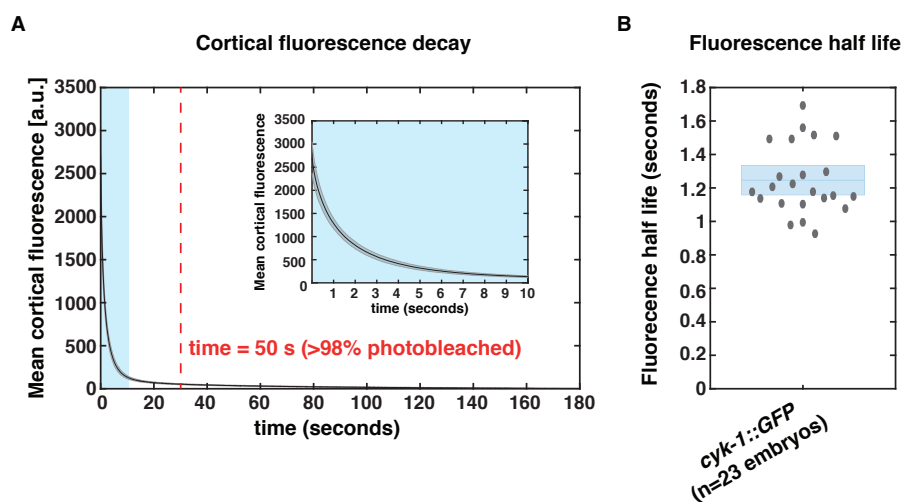 A
Cortical fluorescence decay
Mean cortical fluorescence [a.u.]
3500
3000
2500
2000
1500
1000
500
0
0 20 40 60 80 100 120 140 160 180
time (seconds)
time = 50 s (>98% photobleached)
Mean cortical fluorescence
3500
3000
2500
2000
1500
1000
500
0
1 2 3 4 5 6 7 8 9 10
time (seconds)
B
Fluorescence half life
Fluorecence half life (seconds)
1.8
1.6
1.4
1.2
1
0.8
0.6
0.4
0.2
0
cyk-1::GFP
(n=23 embryos)